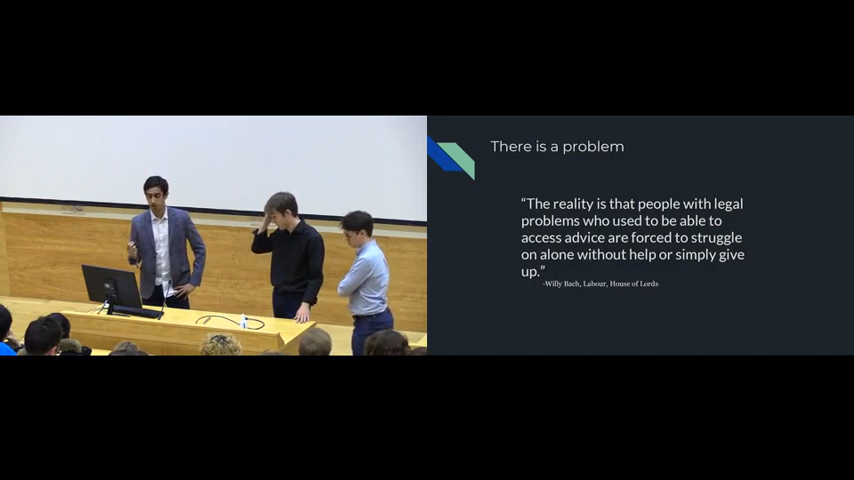 There is a problem
“The reality is that people with legal
problems who used to be able to
access advice are forced to struggle
on alone without help or simply give
up.”
-Willy Bach, Labour, House of Lords